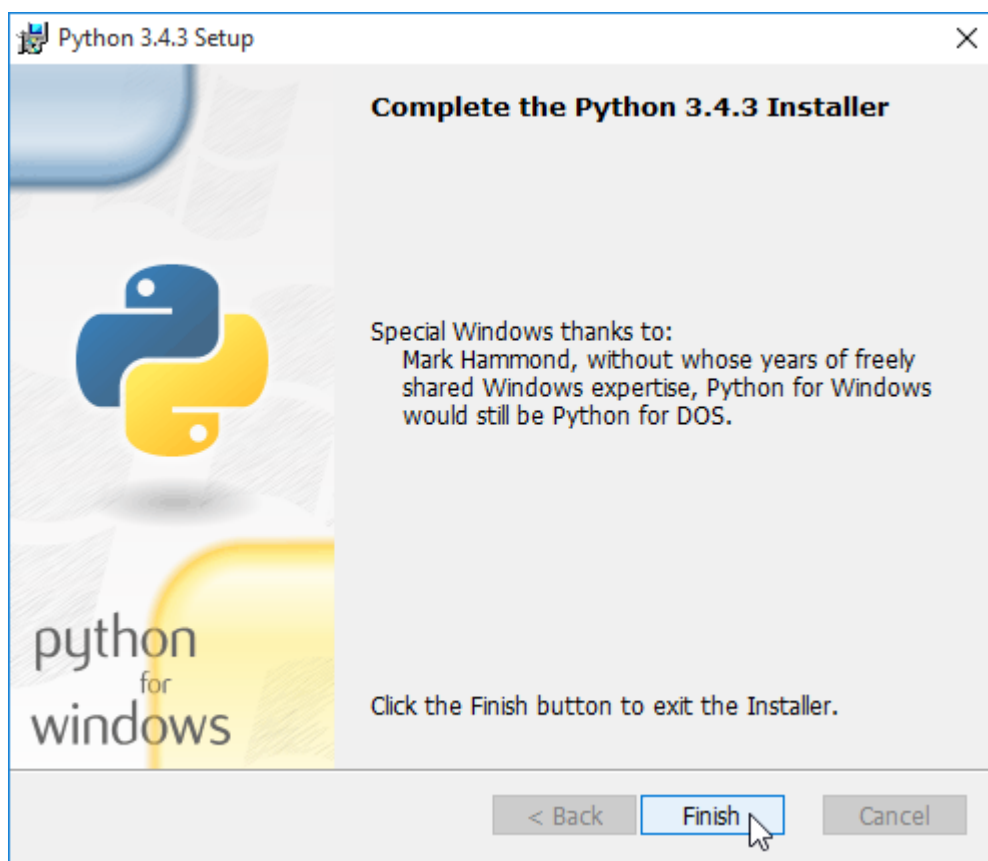 Python 3.4.3 Setup
Complete the Python 3.4.3 Installer
Special Windows thanks to:
Mark Hammond, without whose years of freely
shared Windows expertise, Python for Windows
would still be Python for DOS.
python
for
windows
Click the Finish button to exit the Installer.
< Back
Finish
Cancel